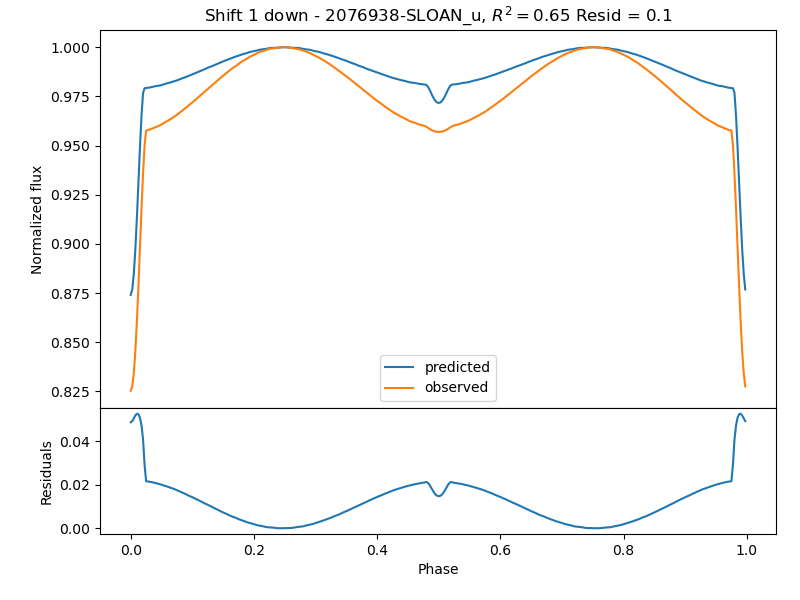 Shift 1 down - 2076938-SLOAN_u, R² = 0.65 Resid = 0.1
1.000
0.975
0.950
0.925
0.900
0.875
0.850
0.825
Normalized flux
predicted
observed
0.04
0.02
0.00
Residuals
0.0 0.2 0.4 0.6 0.8 1.0
Phase